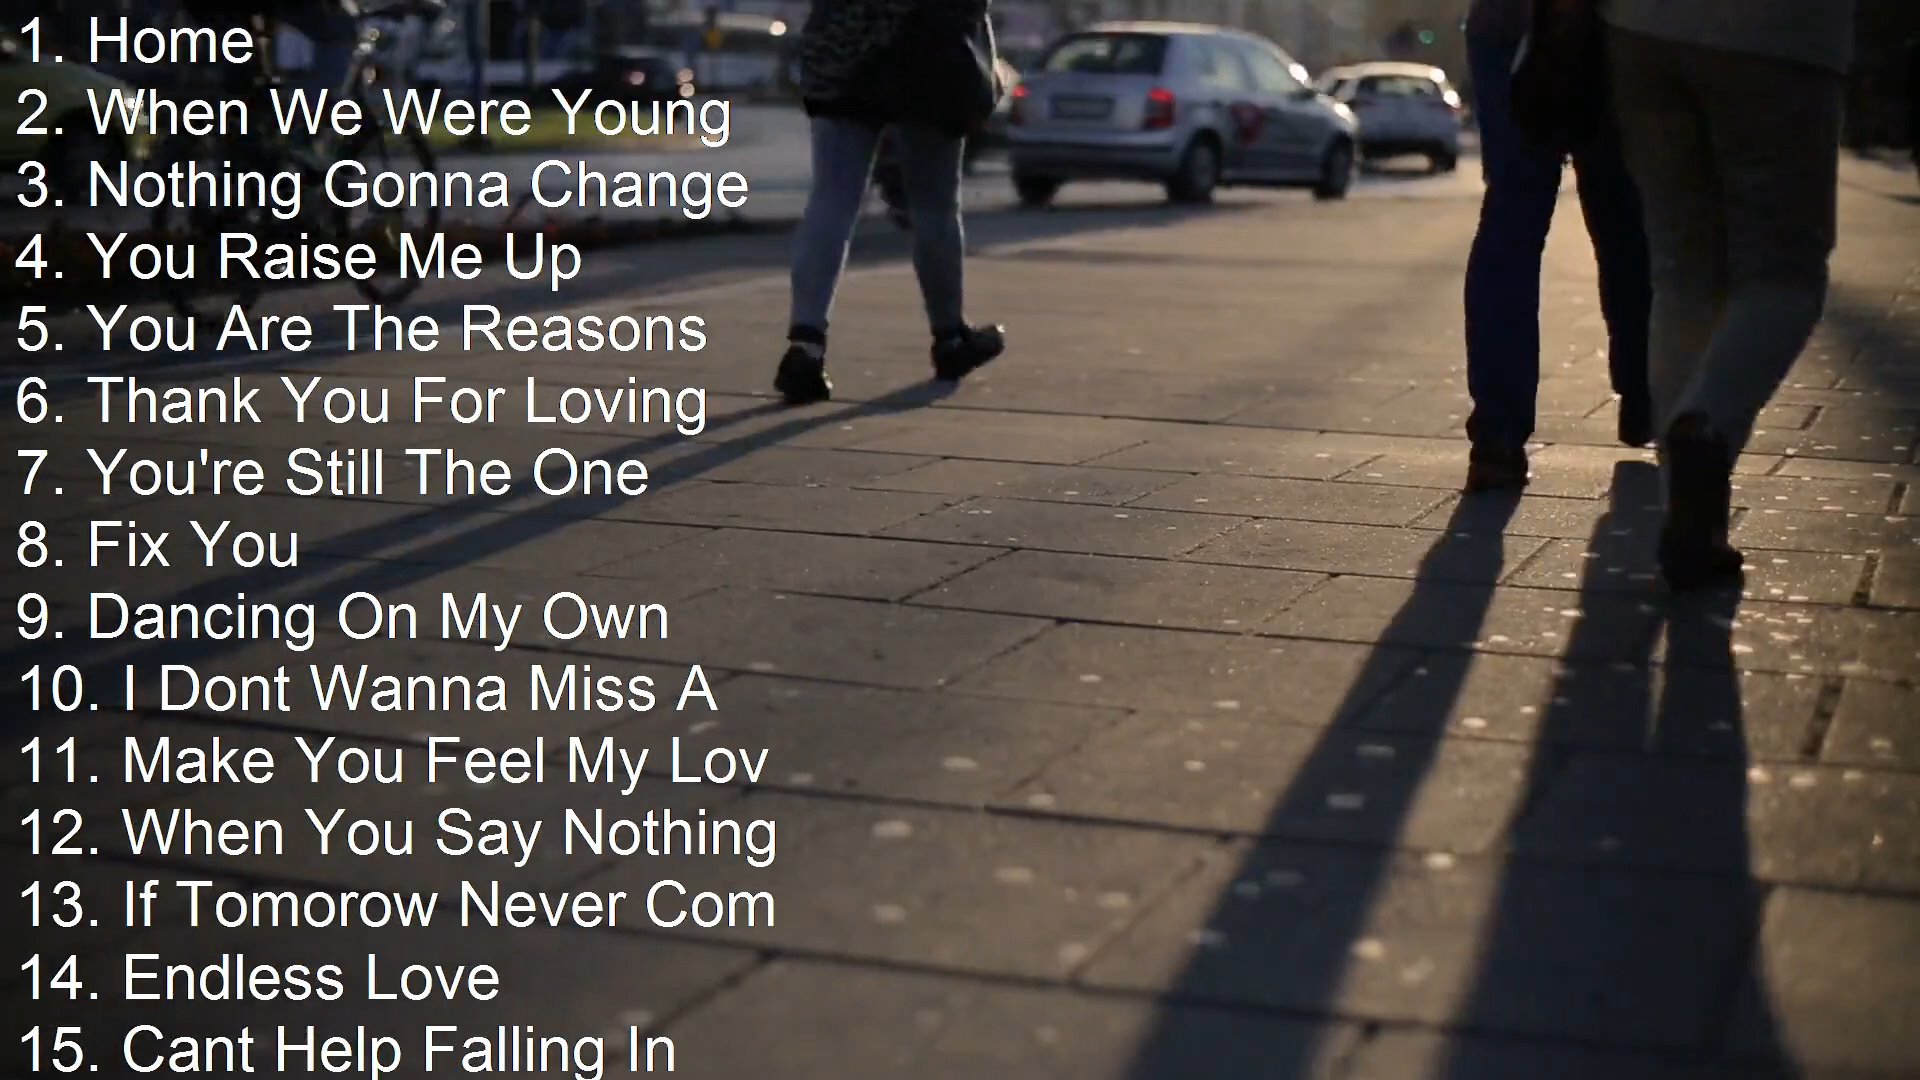 1. Home
2. When We Were Young
3. Nothing Gonna Change
4. You Raise Me Up
5. You Are The Reasons
6. Thank You For Loving
7. You're Still The One
8. Fix You
9. Dancing On My Own
10. I Dont Wanna Miss A
11. Make You Feel My Lov
12. When You Say Nothing
13. If Tomorow Never Com
14. Endless Love
15. Cant Help Falling In